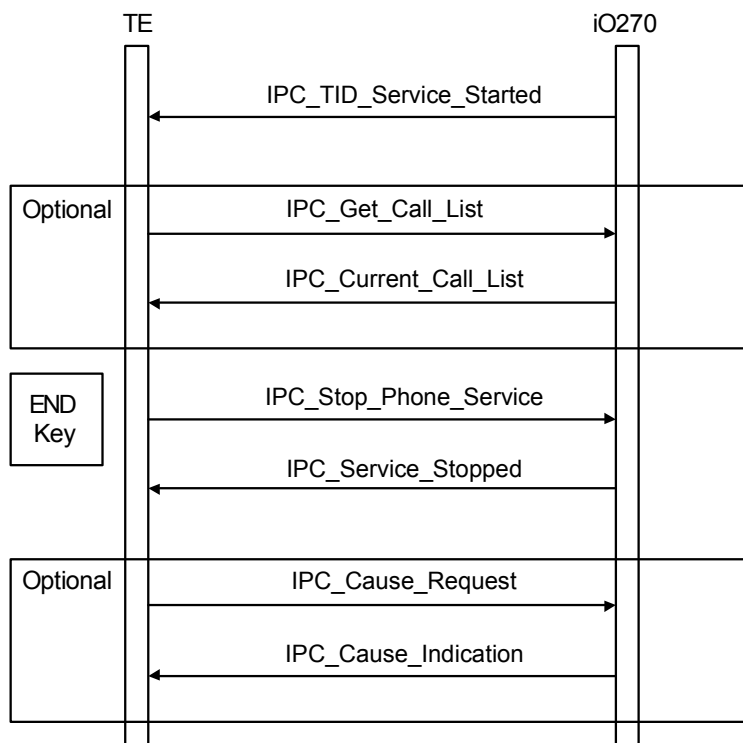 TE
iO270
IPC_TID_Service_Started
Optional
IPC_Get_Call_List
IPC_Current_Call_List
END
Key
IPC_Stop_Phone_Service
IPC_Service_Stopped
Optional
IPC_Cause_Request
IPC_Cause_Indication